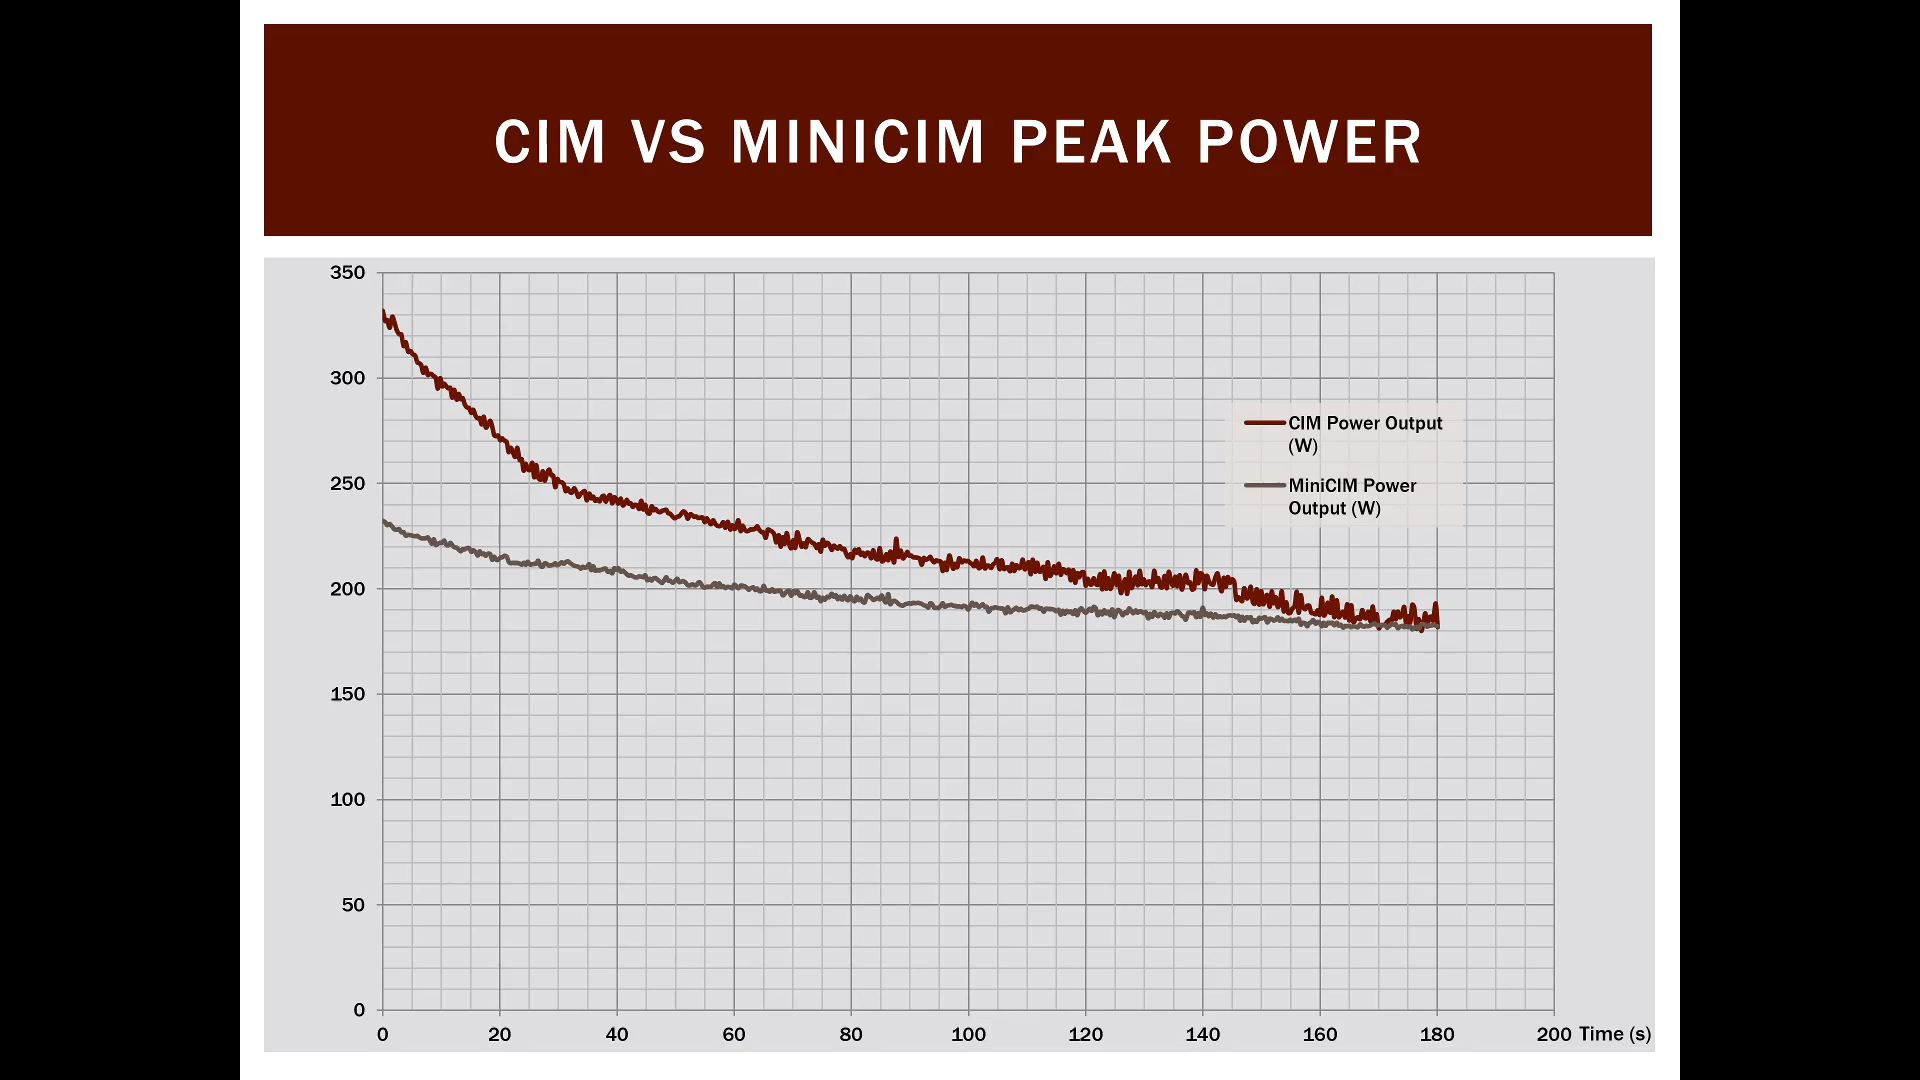 CIM VS MINICIM PEAK POWER
350
300
250
200
150
100
50
0
CIM Power Output
(W)
MiniCIM Power
Output (W)
0 20 40 60 80 100 120 140 160 180 200 Time (s)